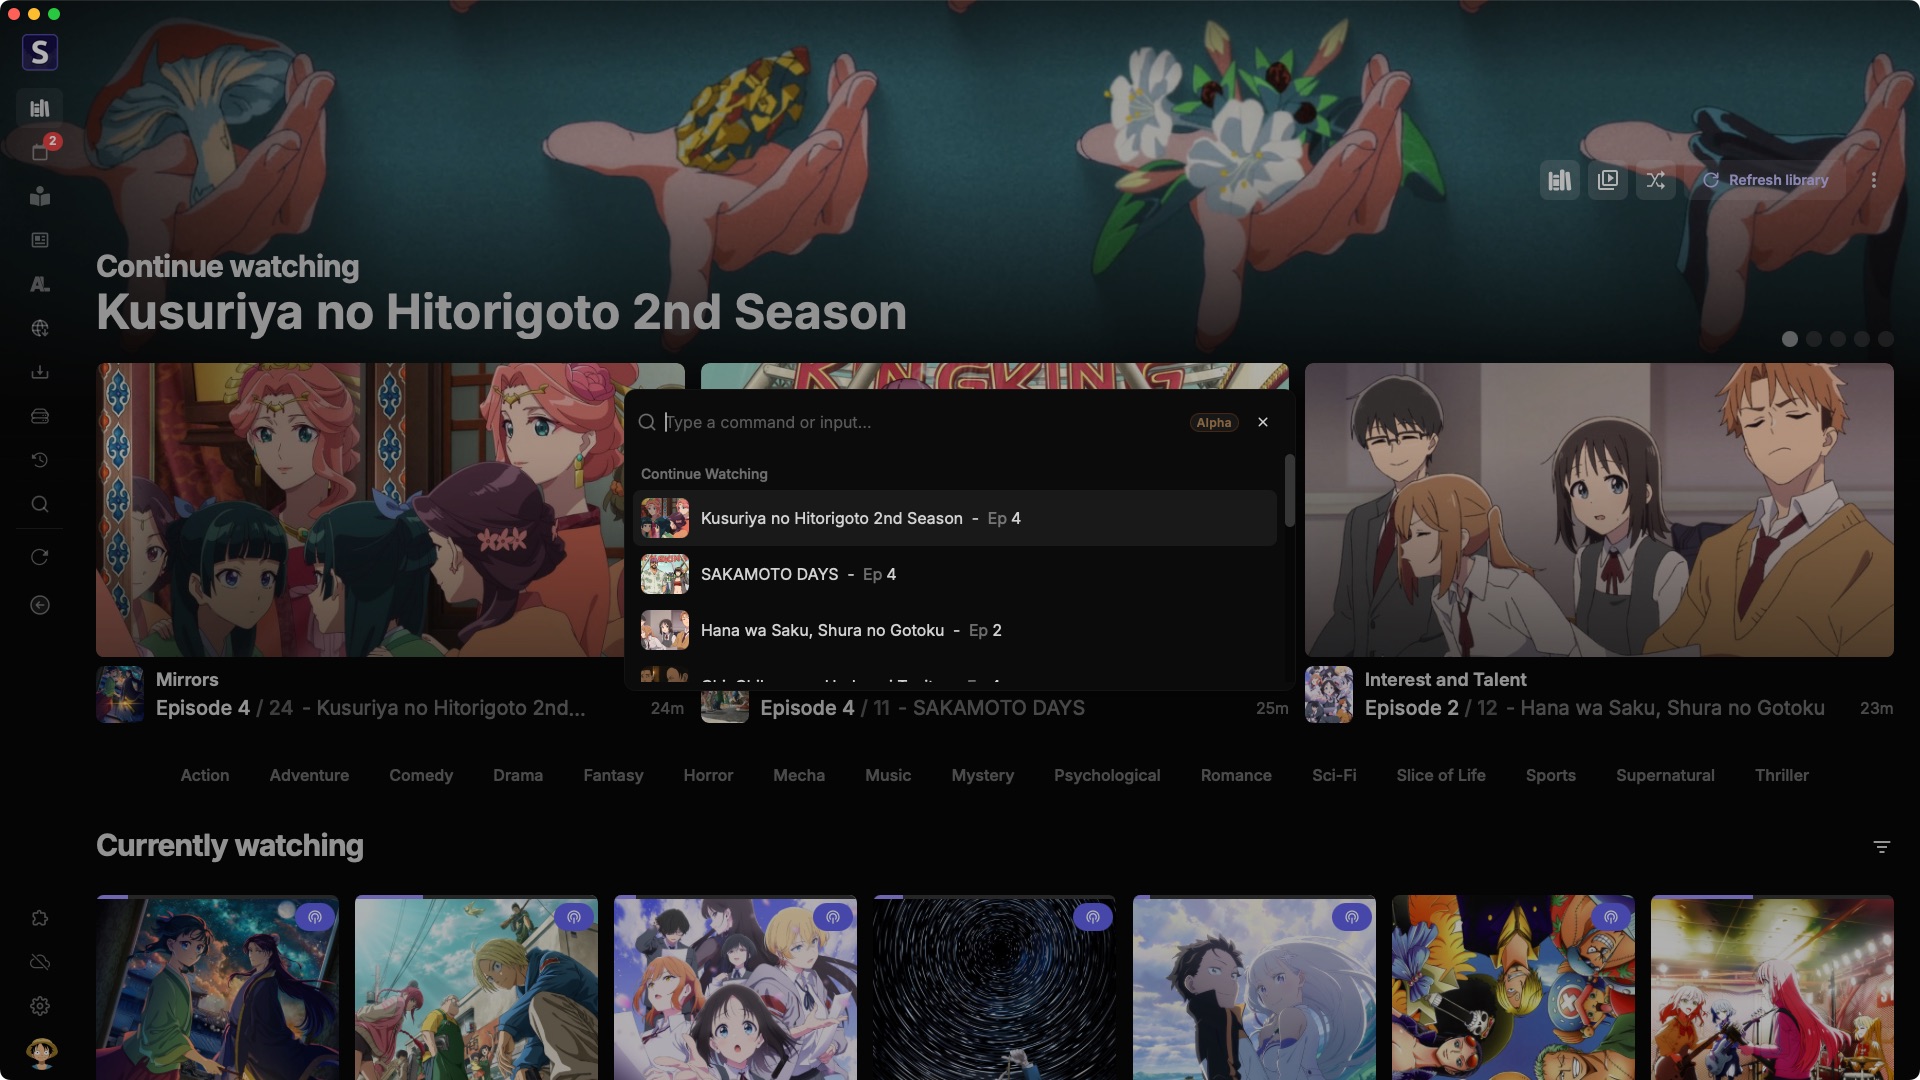 S
2
AL
Refresh library
Continue watching
Kusuriya no Hitorigoto 2nd Season
Type a command or input...
Alpha
Continue Watching
Kusuriya no Hitorigoto 2nd Season - Ep 4
SAKAMOTO DAYS - Ep 4
Hana wa Saku, Shura no Gotoku - Ep 2
Mirrors
Episode 4 / 24 - Kusuriya no Hitorigoto 2nd...
24m
Episode 4 / 11 - SAKAMOTO DAYS
25m
Interest and Talent
Episode 2 / 12 - Hana wa Saku, Shura no Gotoku
23m
Action Adventure Comedy Drama Fantasy Horror Mecha Music Mystery Psychological Romance Sci-Fi Slice of Life Sports Supernatural Thriller
Currently watching